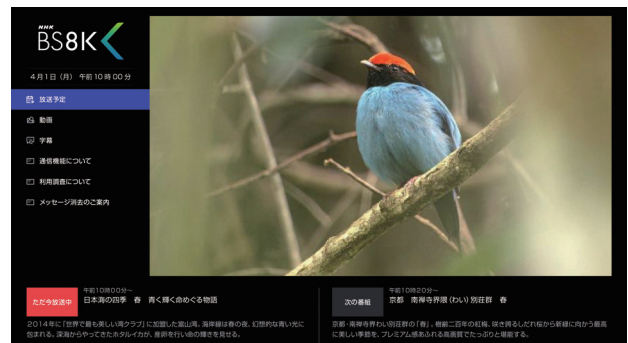 NHK
BS8K
4月1日（月） 午前10時00分
放送予定
動画
字幕
通信機能について
利用調査について
メッセージ消去のご案内
ただ今放送中
午前10時00分～
日本海の四季　春　青く輝く命めぐる物語
2014年に「世界で最も美しい湾クラブ」に加盟した富山湾。海岸線は春の夜、幻想的な青い光に
包まれる。深海からやってきたホタルイカが、産卵を行い命の輝きを見せる。
次の番組
午前10時20分～
京都　南禅寺界隈（わい）別荘群　春
京都・南禅寺界わい別荘群の「春」。樹齢二百年の紅梅、咲き誇るしだれ桜から新緑に向かう最高
に美しい季節を、プレミアム感あふれる高画質でたっぷりと堪能する。